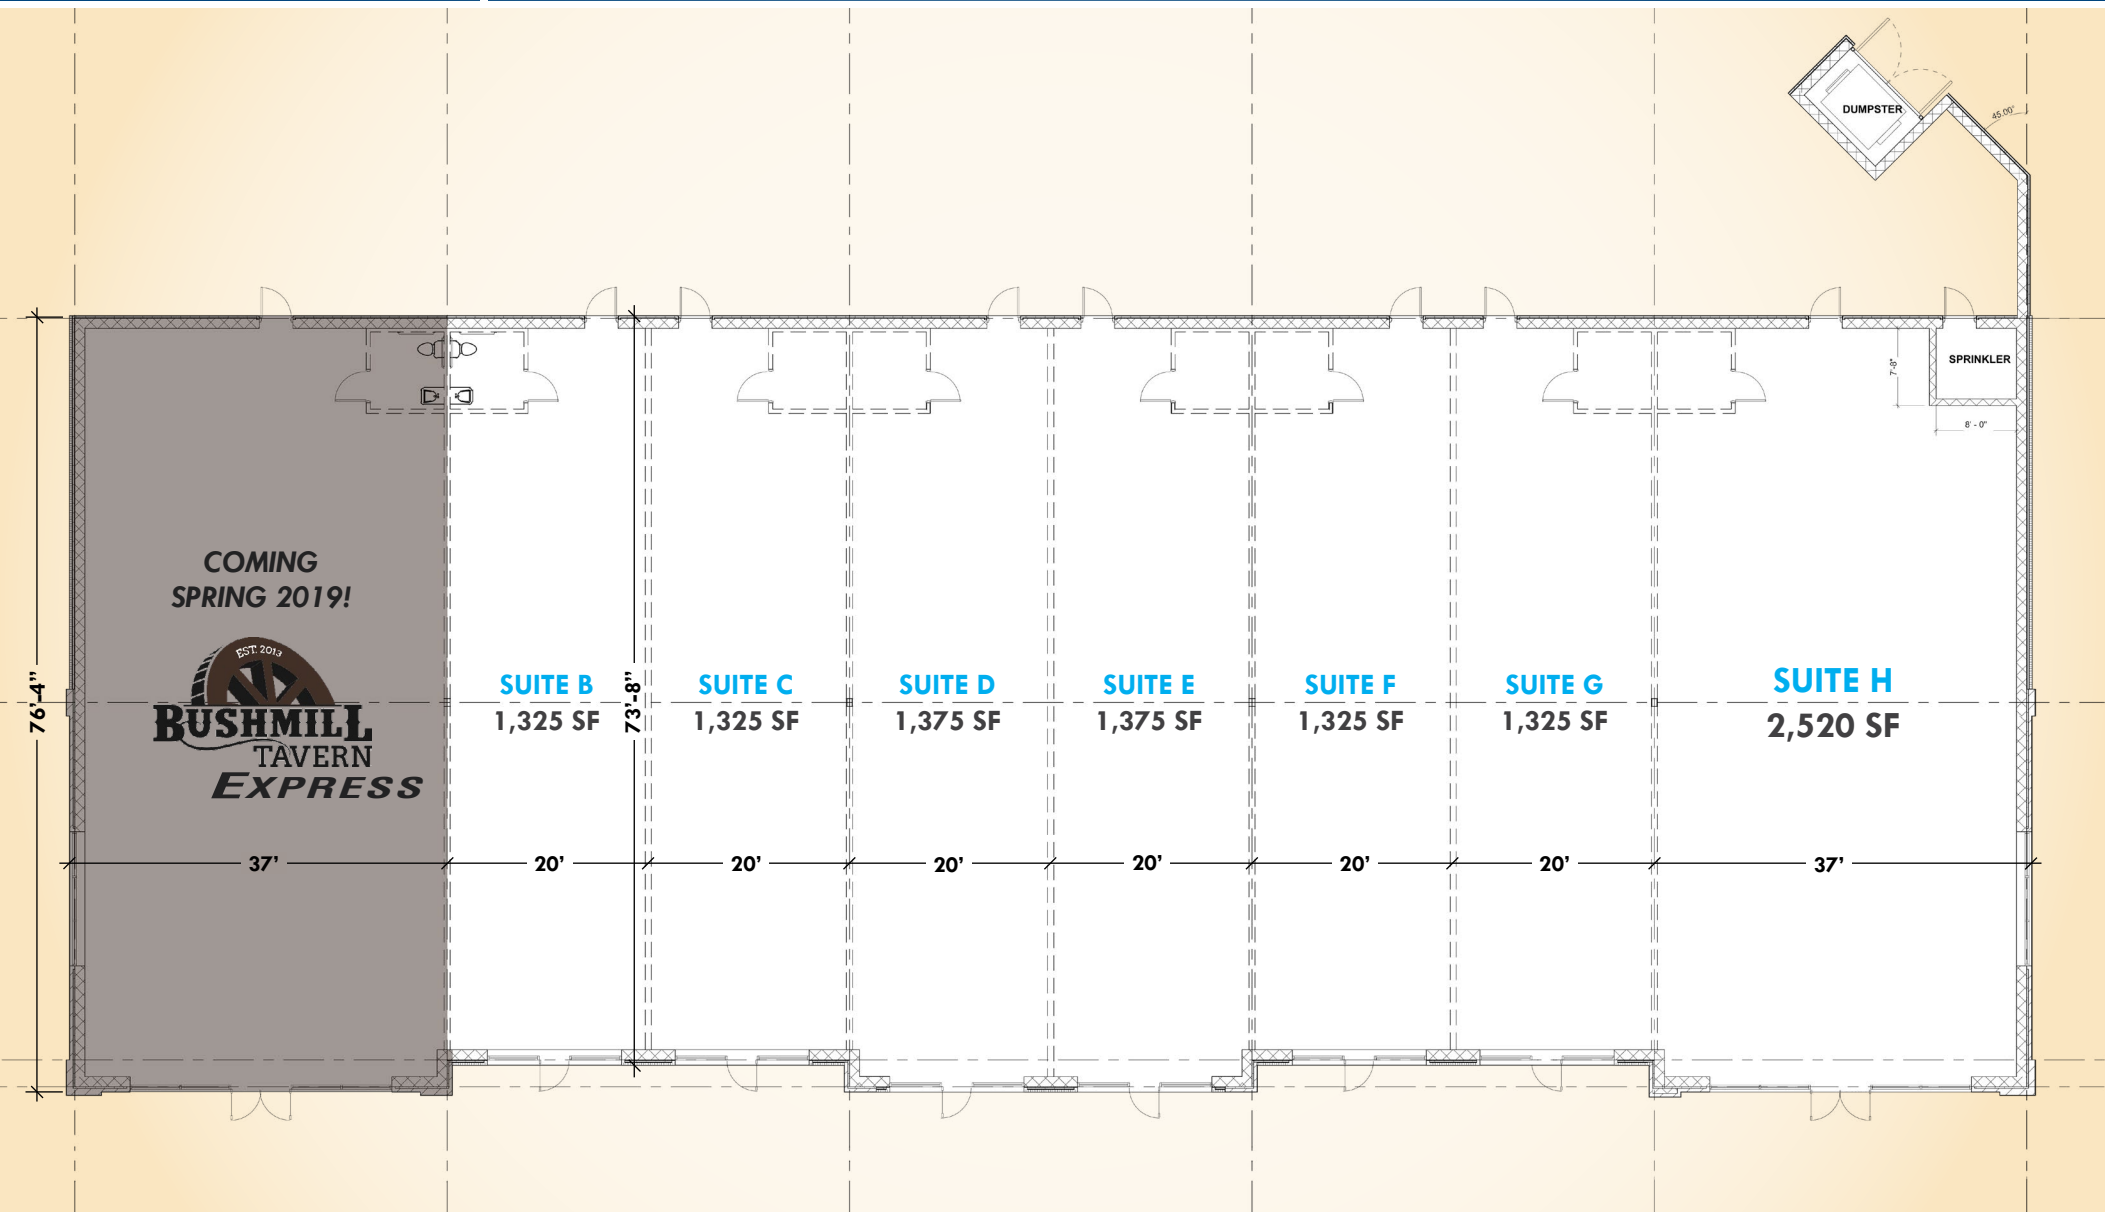 DUMPSTER
45.00°
SPRINKLER
7'-8"
8' - 0"
COMING
SPRING 2019!
EST. 2013
BUSHMILL
TAVERN
EXPRESS
76'-4"
73'-8"
SUITE B
1,325 SF
SUITE C
1,325 SF
SUITE D
1,375 SF
SUITE E
1,375 SF
SUITE F
1,325 SF
SUITE G
1,325 SF
SUITE H
2,520 SF
37' 20' 20' 20' 20' 20' 20' 37'